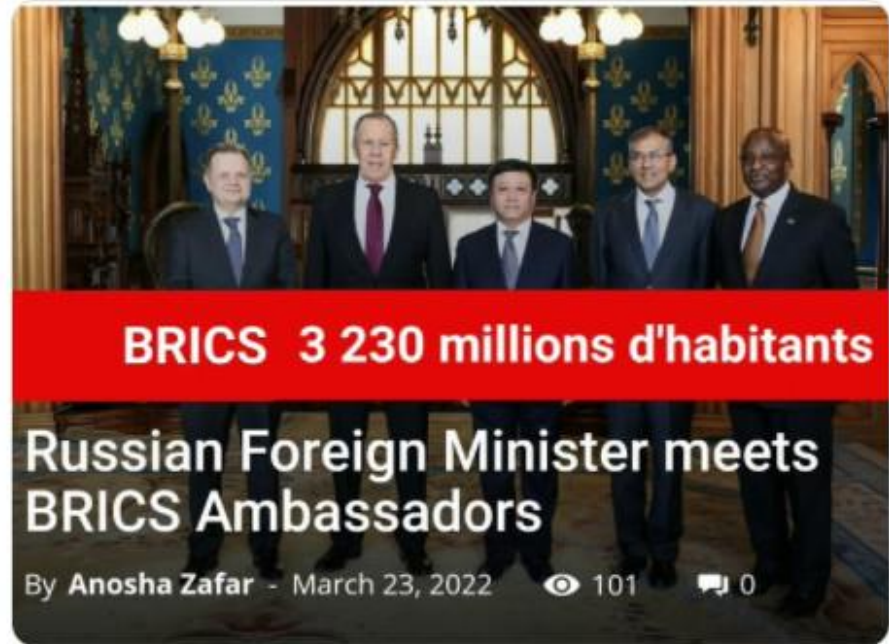 BRICS 3 230 millions d'habitants
Russian Foreign Minister meets
BRICS Ambassadors
By Anosha Zafar - March 23, 2022 101 0